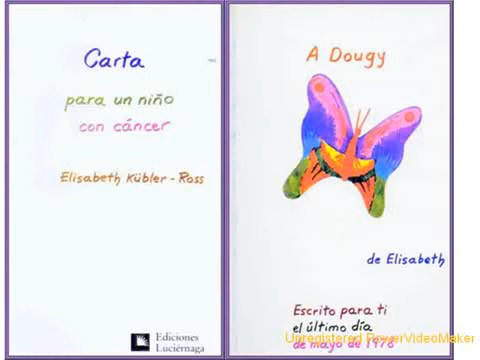 Carta
para un niño
con cáncer
Elisabeth Kübler-Ross
Ediciones
Luciérnaga
A Dougy
de Elisabeth
Escrito para ti
el último día
de mayo de 1978
Unregistered PowerVideoMaker